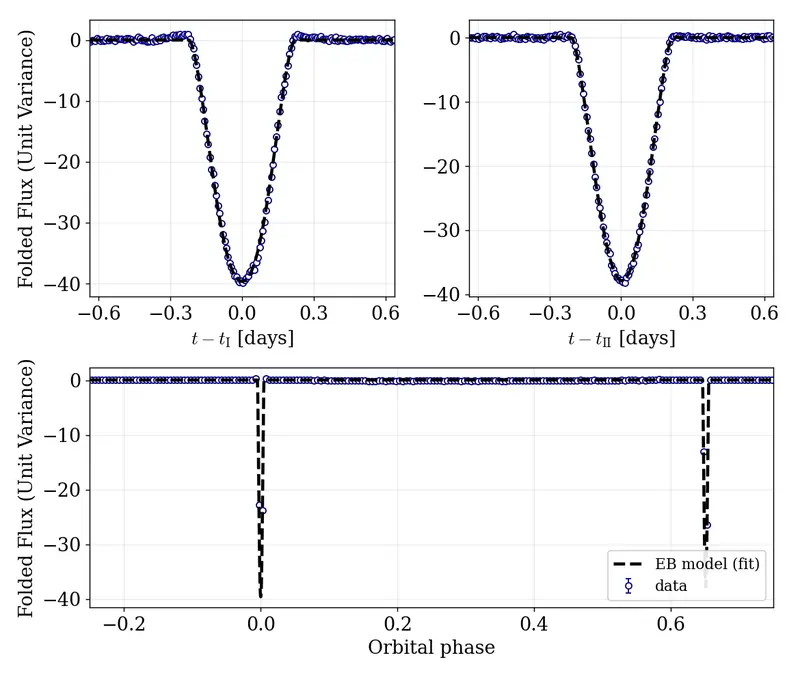 Folded Flux (Unit Variance)
0
−10
−20
−30
−40
−0.6 −0.3 0.0 0.3 0.6
t − tI [days]
0
−10
−20
−30
−40
−0.6 −0.3 0.0 0.3 0.6
t − tII [days]
Folded Flux (Unit Variance)
0
−10
−20
−30
−40
EB model (fit)
data
−0.2 0.0 0.2 0.4 0.6
Orbital phase